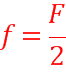 f = F/2